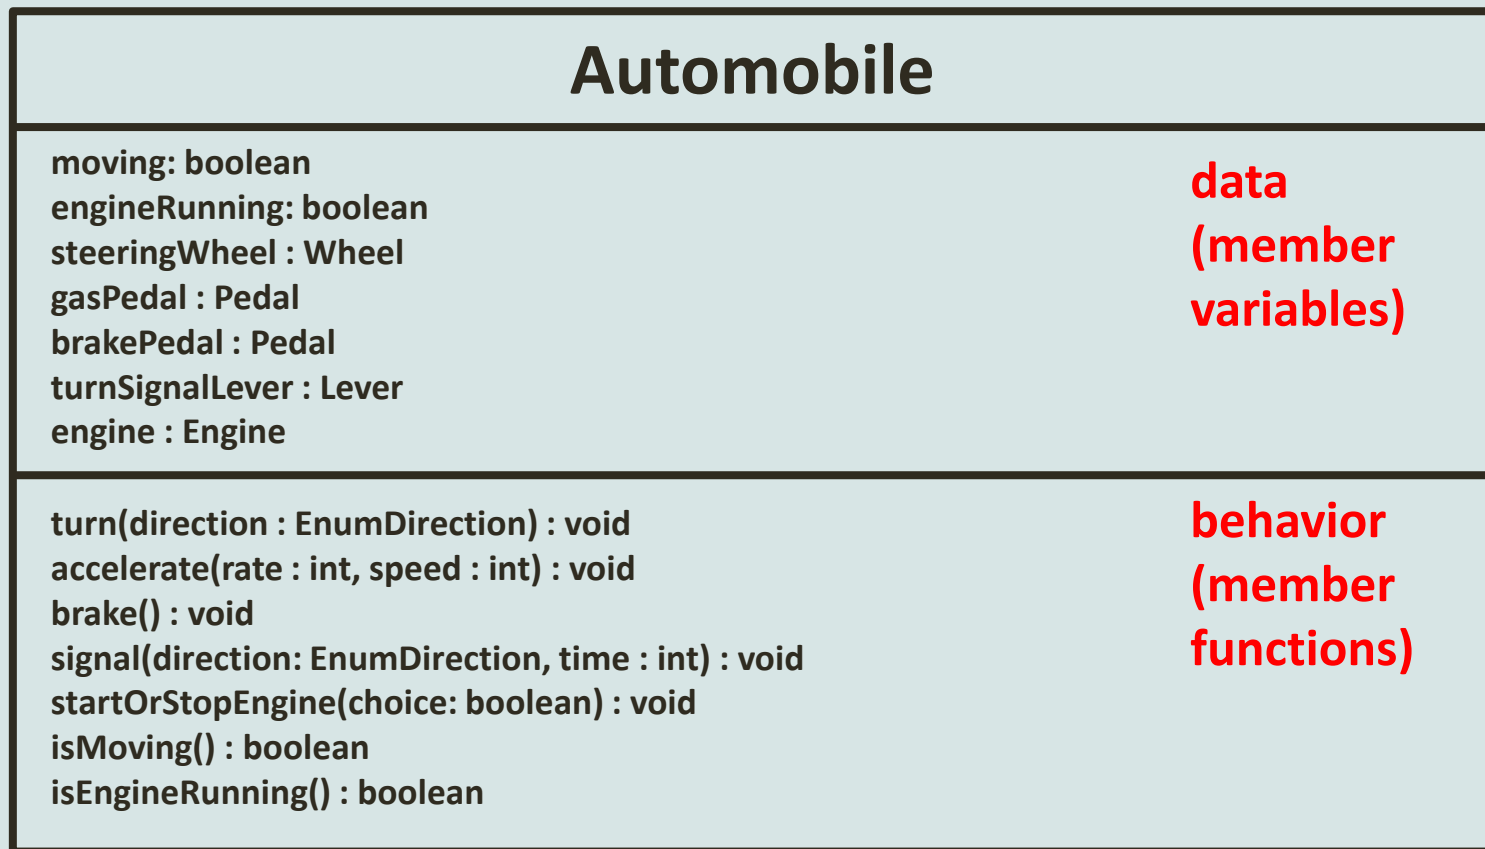 Automobile
moving: boolean
engineRunning: boolean
steeringWheel : Wheel
gasPedal : Pedal
brakePedal : Pedal
turnSignalLever : Lever
engine : Engine
data
(member
variables)
turn(direction : EnumDirection) : void
accelerate(rate : int, speed : int) : void
brake() : void
signal(direction: EnumDirection, time : int) : void
startOrStopEngine(choice: boolean) : void
isMoving() : boolean
isEngineRunning() : boolean
behavior
(member
functions)